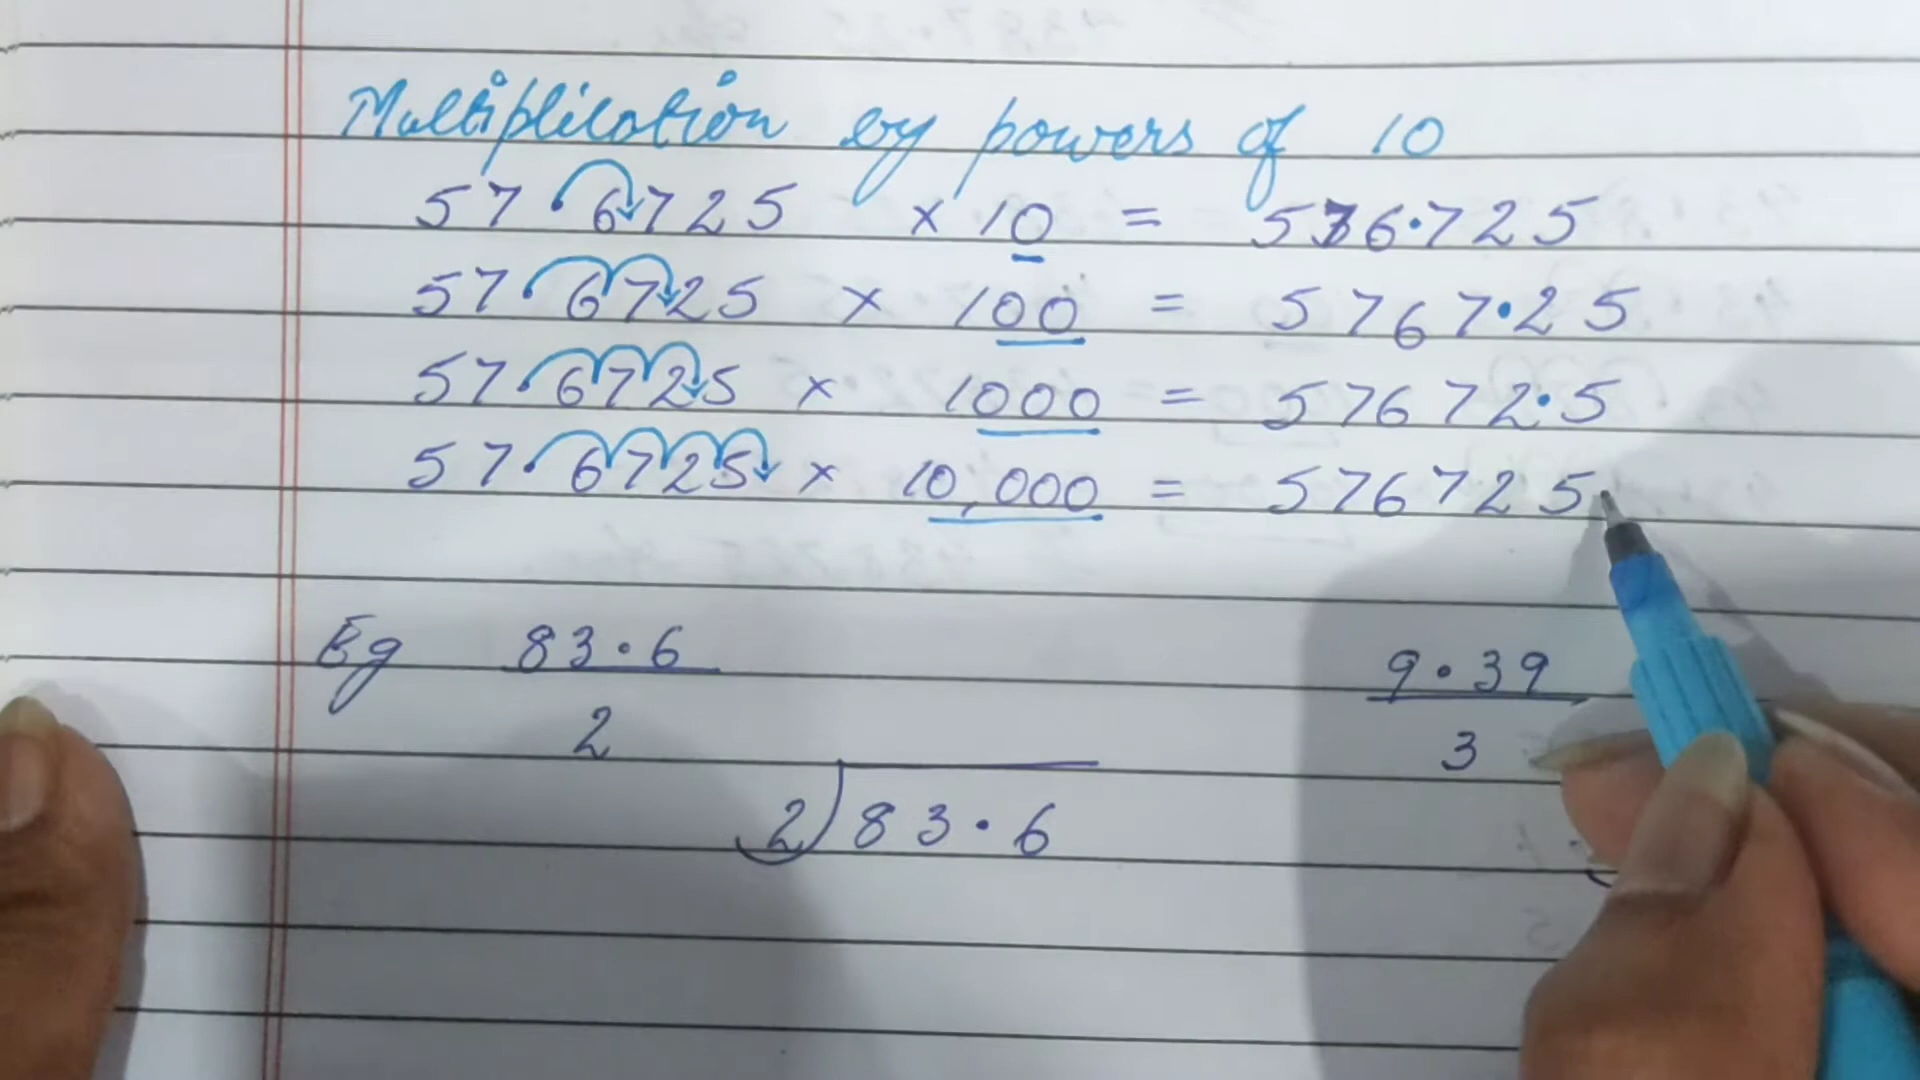 Multiplication by powers of 10
57.6725 × 10 = 576.725
57.6725 × 100 = 5767.25
57.6725 × 1000 = 57672.5
57.6725 × 10,000 = 576725
Eg 83.6 9.39
2 3
2)83.6